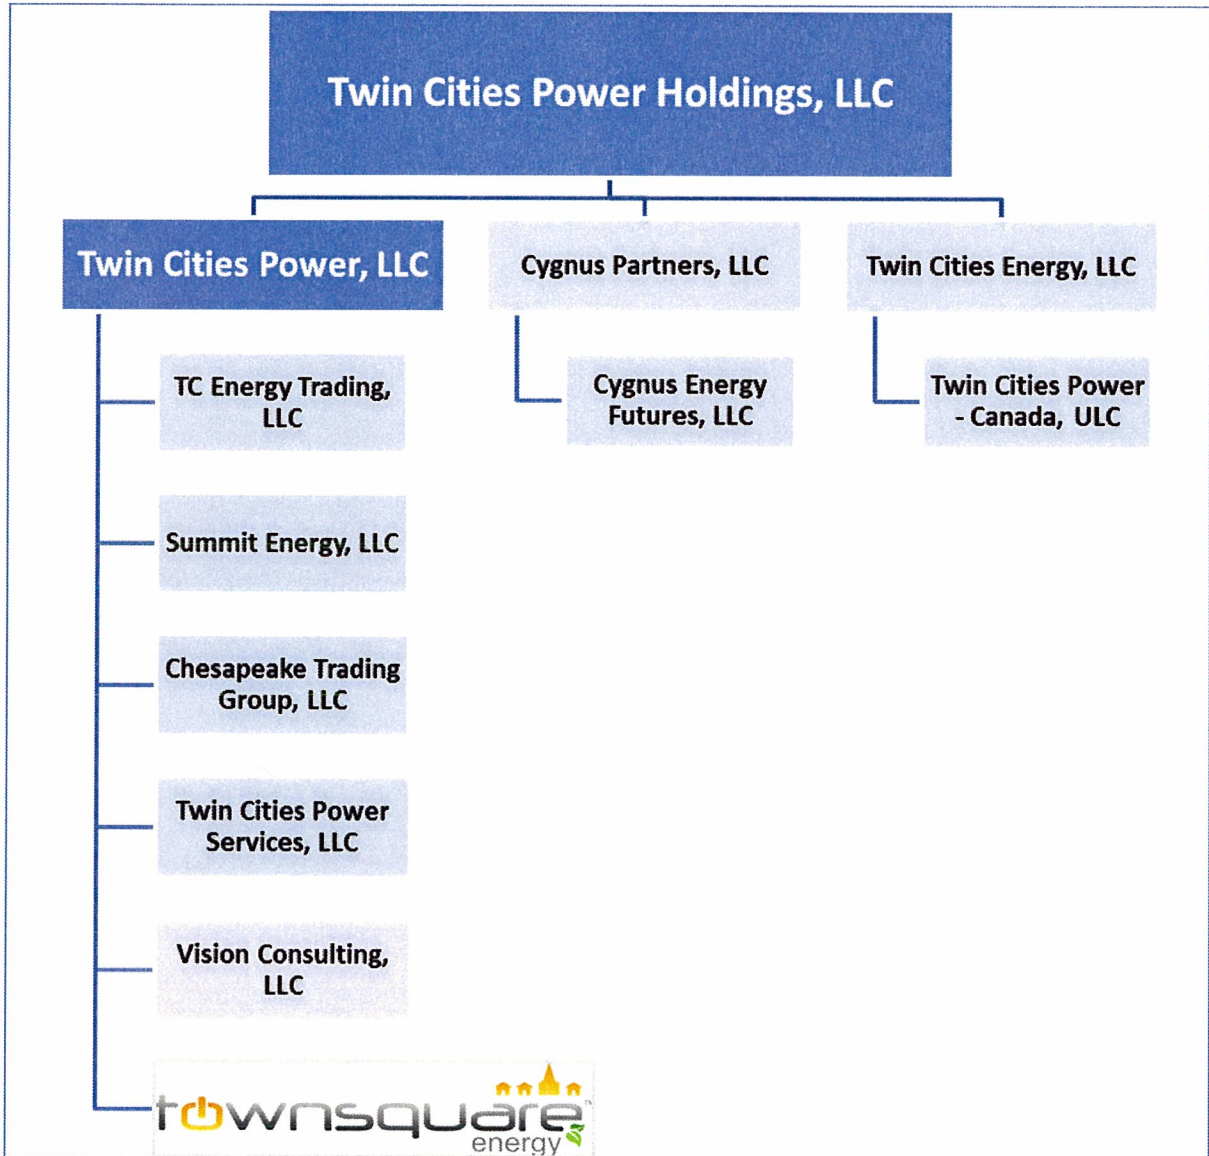 Twin Cities Power Holdings, LLC
Twin Cities Power, LLC
Cygnus Partners, LLC
Twin Cities Energy, LLC
TC Energy Trading,
LLC
Cygnus Energy
Futures, LLC
Twin Cities Power
- Canada, ULC
Summit Energy, LLC
Chesapeake Trading
Group, LLC
Twin Cities Power
Services, LLC
Vision Consulting,
LLC
townsquare™
energy